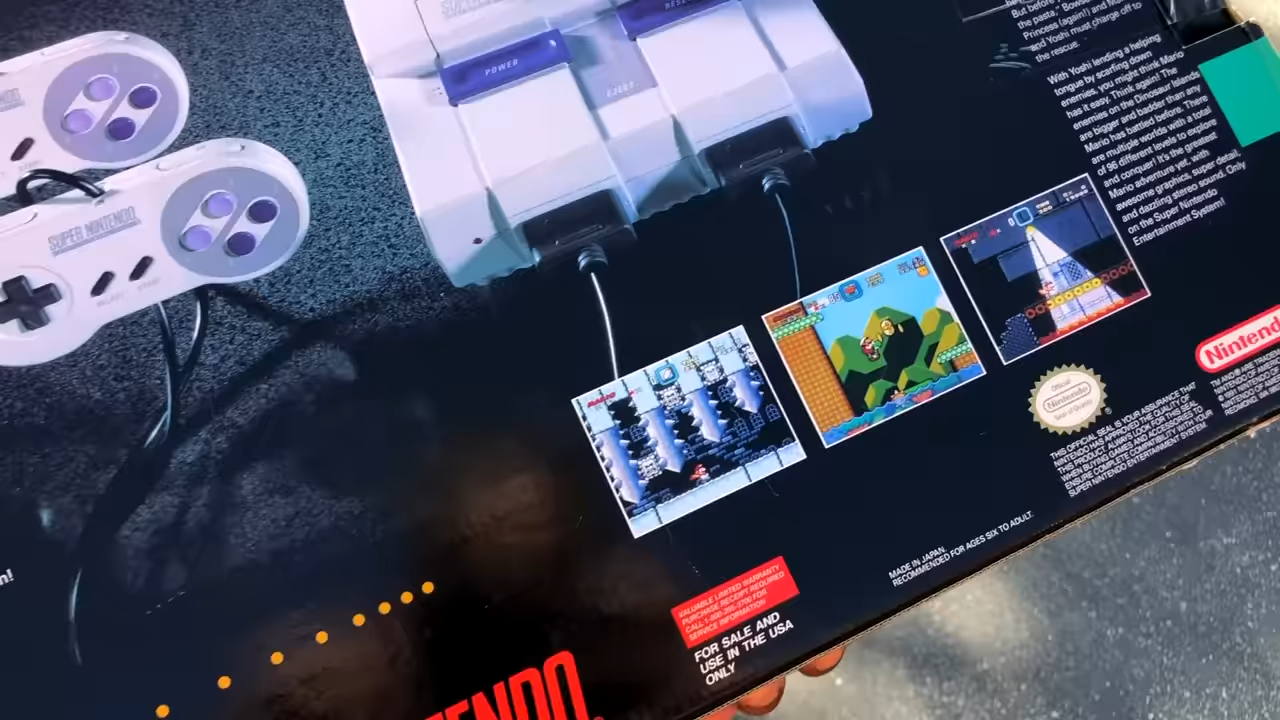 SUPER NINTENDO
POWER
EJECT
SUPER NINTENDO
But before
the pasta," Bowser
Princess (again!) and
and Yoshi must charge off to
the rescue.
With Yoshi lending a helping
tongue by scarfing down
enemies, you might think Mario
has it easy. Think again! The
enemies on the Dinosaur Islands
are bigger and badder than any
Mario has battled before. There
are multiple worlds with a total
of 96 different levels to explore
and conquer! It's the greatest
Mario adventure yet, with
awesome graphics, super detail,
and dazzling stereo sound. Only
on the Super Nintendo
Entertainment System!
Nintendo
Official
Nintendo
Seal of Quality
THIS OFFICIAL SEAL IS YOUR ASSURANCE THAT
NINTENDO HAS APPROVED THE QUALITY OF
THIS PRODUCT. ALWAYS LOOK FOR THIS SEAL
WHEN BUYING GAMES AND ACCESSORIES TO
ENSURE COMPLETE COMPATIBILITY WITH YOUR
SUPER NINTENDO ENTERTAINMENT SYSTEM.
MADE IN JAPAN.
RECOMMENDED FOR AGES SIX TO ADULT.
VALUABLE LIMITED WARRANTY
PURCHASE RECEIPT REQUIRED
CALL 1-800-255-3700 FOR
SERVICE INFORMATION
FOR SALE AND
USE IN THE USA
ONLY
TENDO